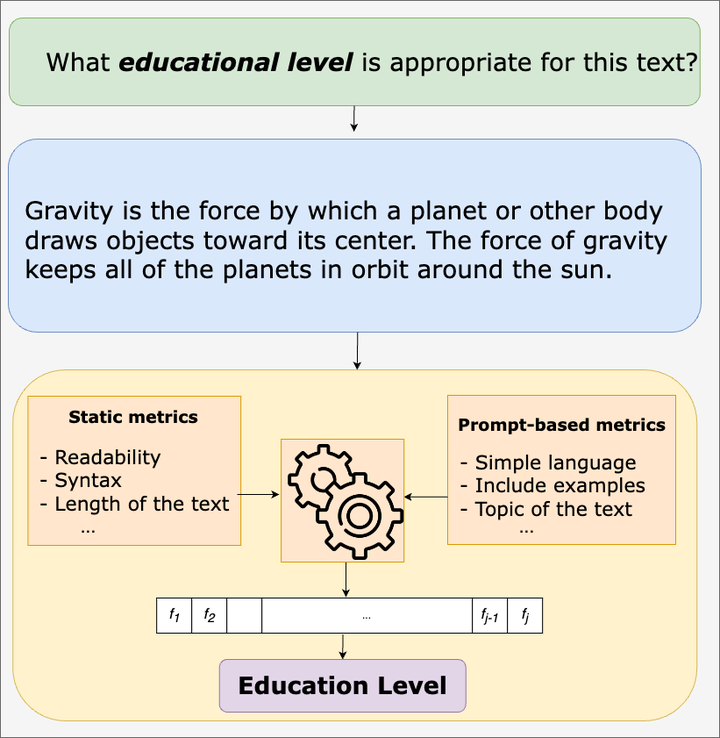 What educational level is appropriate for this text?
Gravity is the force by which a planet or other body
draws objects toward its center. The force of gravity
keeps all of the planets in orbit around the sun.
Static metrics
- Readability
- Syntax
- Length of the text
...
Prompt-based metrics
- Simple language
- Include examples
- Topic of the text
...
f1 f2 ... fj-1 fj
Education Level